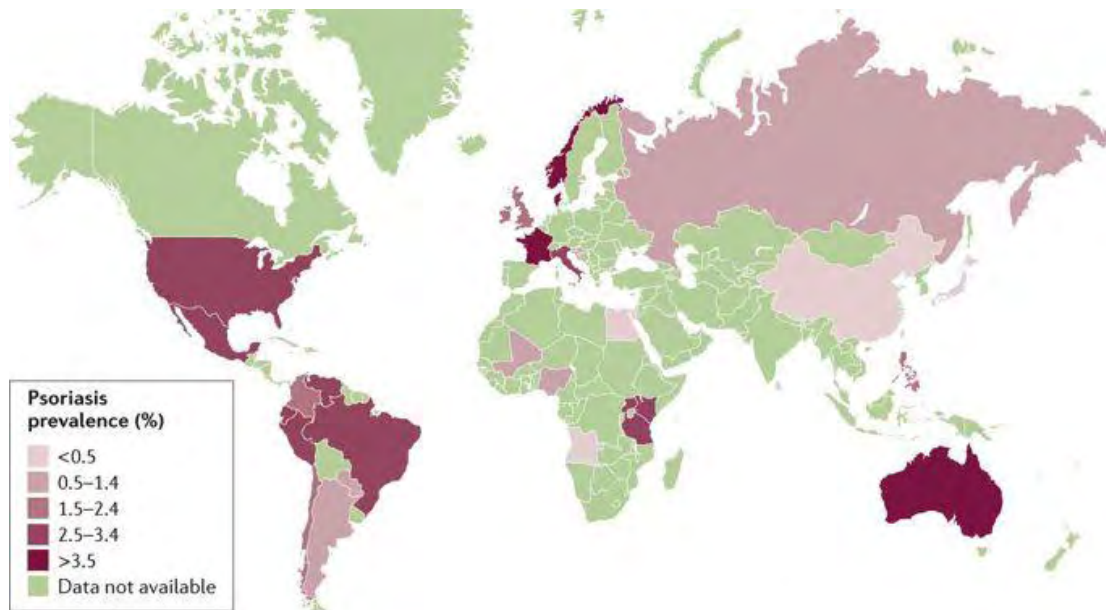 Psoriasis
prevalence (%)
<0.5
0.5–1.4
1.5–2.4
2.5–3.4
>3.5
Data not available